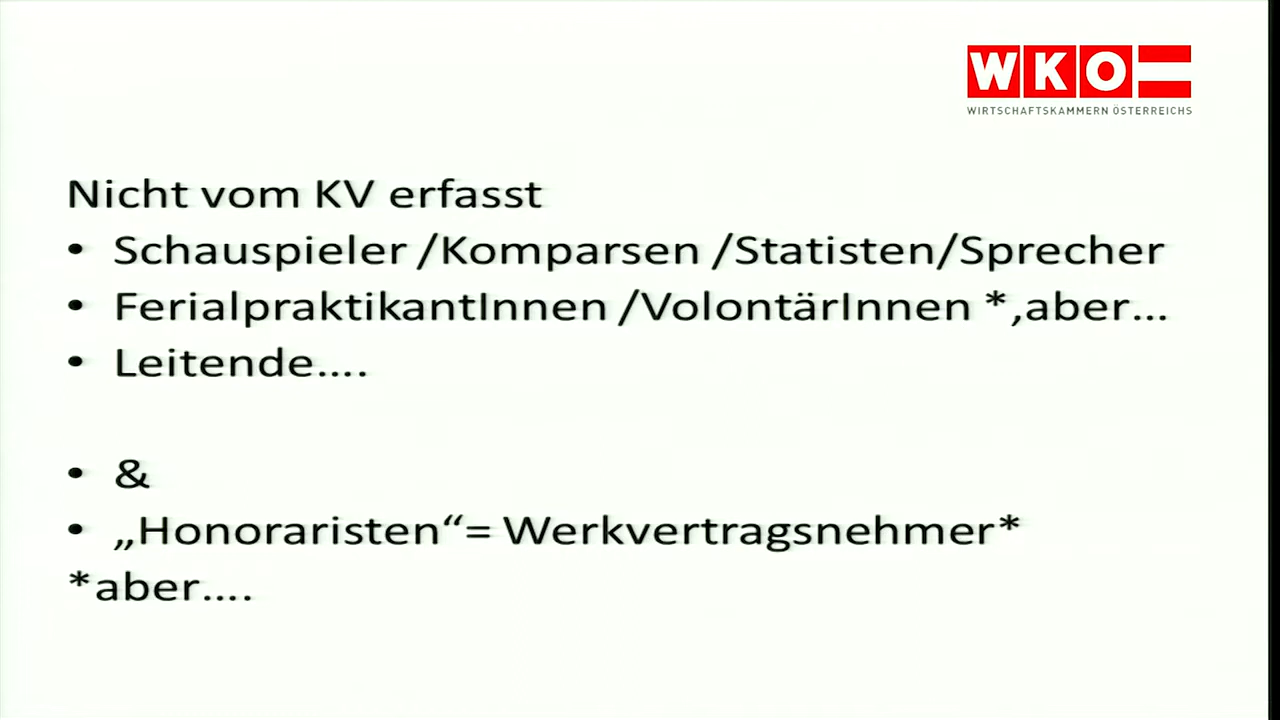 WKO
WIRTSCHAFTSKAMMERN ÖSTERREICHS
Nicht vom KV erfasst
• Schauspieler /Komparsen /Statisten/Sprecher
• FerialpraktikantInnen /VolontärInnen *,aber...
• Leitende....
• &
• „Honoraristen“= Werkvertragsnehmer*
*aber....